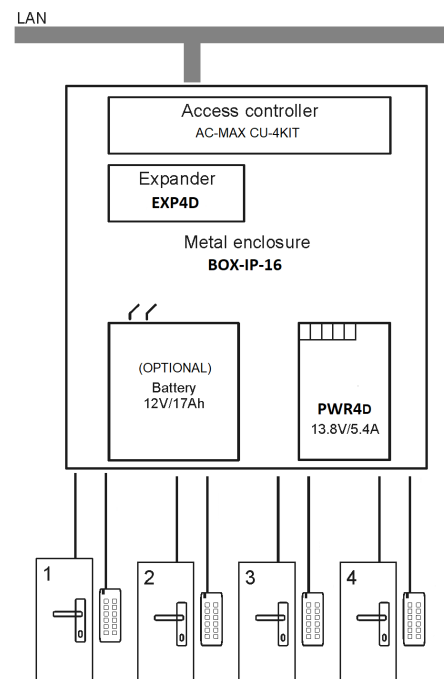 LAN
Access controller
AC-MAX CU-4KIT
Expander
EXP4D
Metal enclosure
BOX-IP-16
(OPTIONAL)
Battery
12V/17Ah
PWR4D
13.8V/5.4A
1
2
3
4